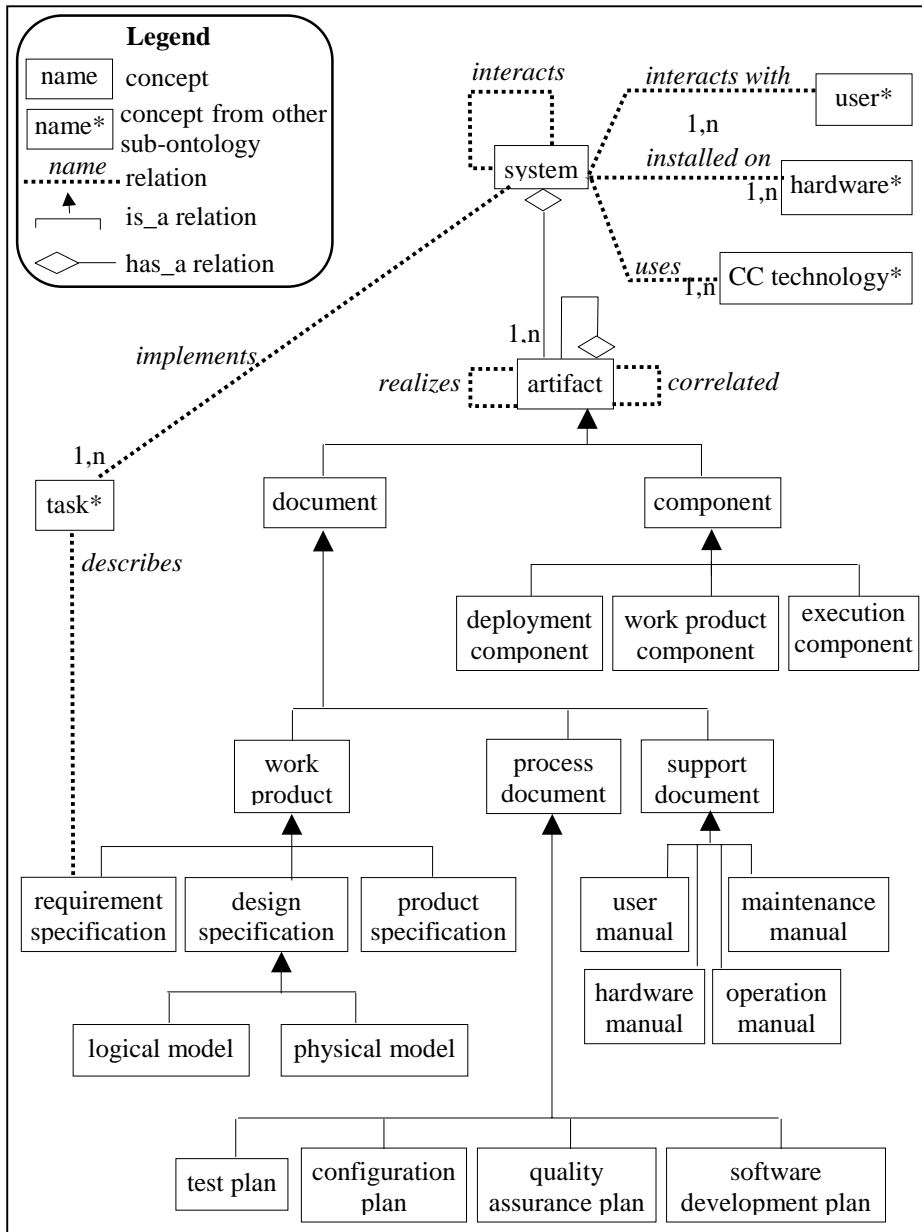 Legend
name
concept
name*
concept from other
sub-ontology
name
relation
is_a relation
has_a relation
interacts
interacts with
user*
1,n
system
installed on
1,n
hardware*
uses
1,n
CC technology*
implements
1,n
1,n
realizes
artifact
correlated
task*
document
component
describes
deployment
component
work product
component
execution
component
work
product
process
document
support
document
requirement
specification
design
specification
product
specification
user
manual
maintenance
manual
hardware
manual
operation
manual
logical model
physical model
test plan
configuration
plan
quality
assurance plan
software
development plan